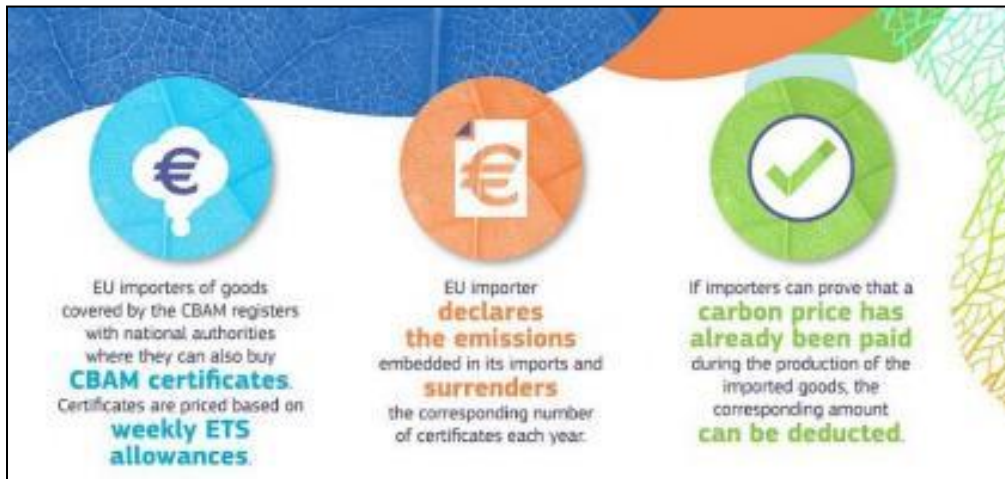 EU importers of goods
covered by the CBAM registers
with national authorities
where they can also buy
CBAM certificates.
Certificates are priced based on
weekly ETS
allowances.
EU importer
declares
the emissions
embedded in its imports and
surrenders
the corresponding number
of certificates each year.
If importers can prove that a
carbon price has
already been paid
during the production of the
imported goods, the
corresponding amount
can be deducted.